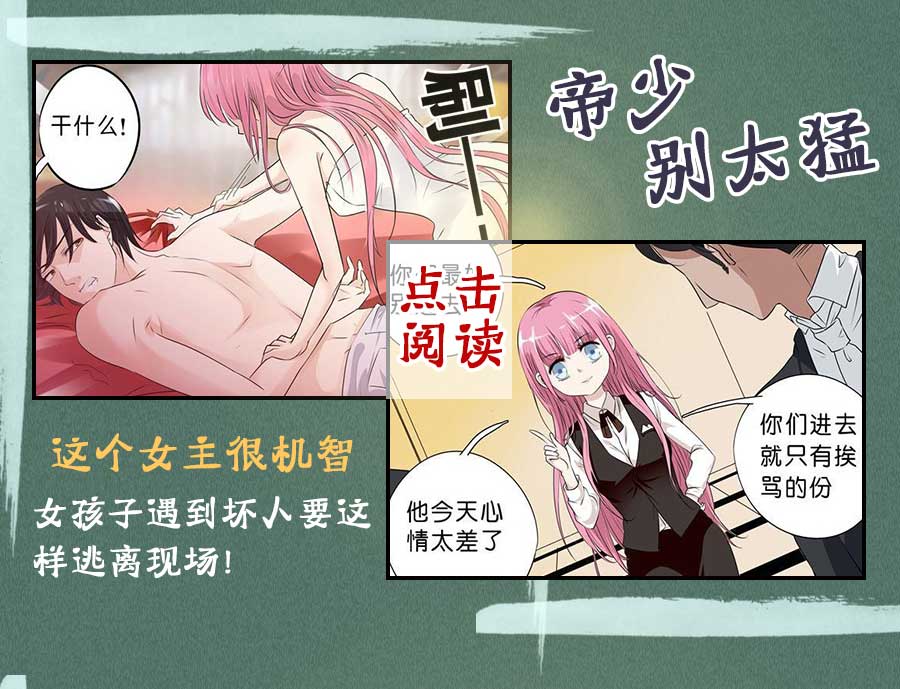 干什么！
帝少
别太猛
点击
阅读
他今天心
情太差了
你们进去
就只有挨
骂的份
这个女主很机智
女孩子遇到坏人要这
样逃离现场！